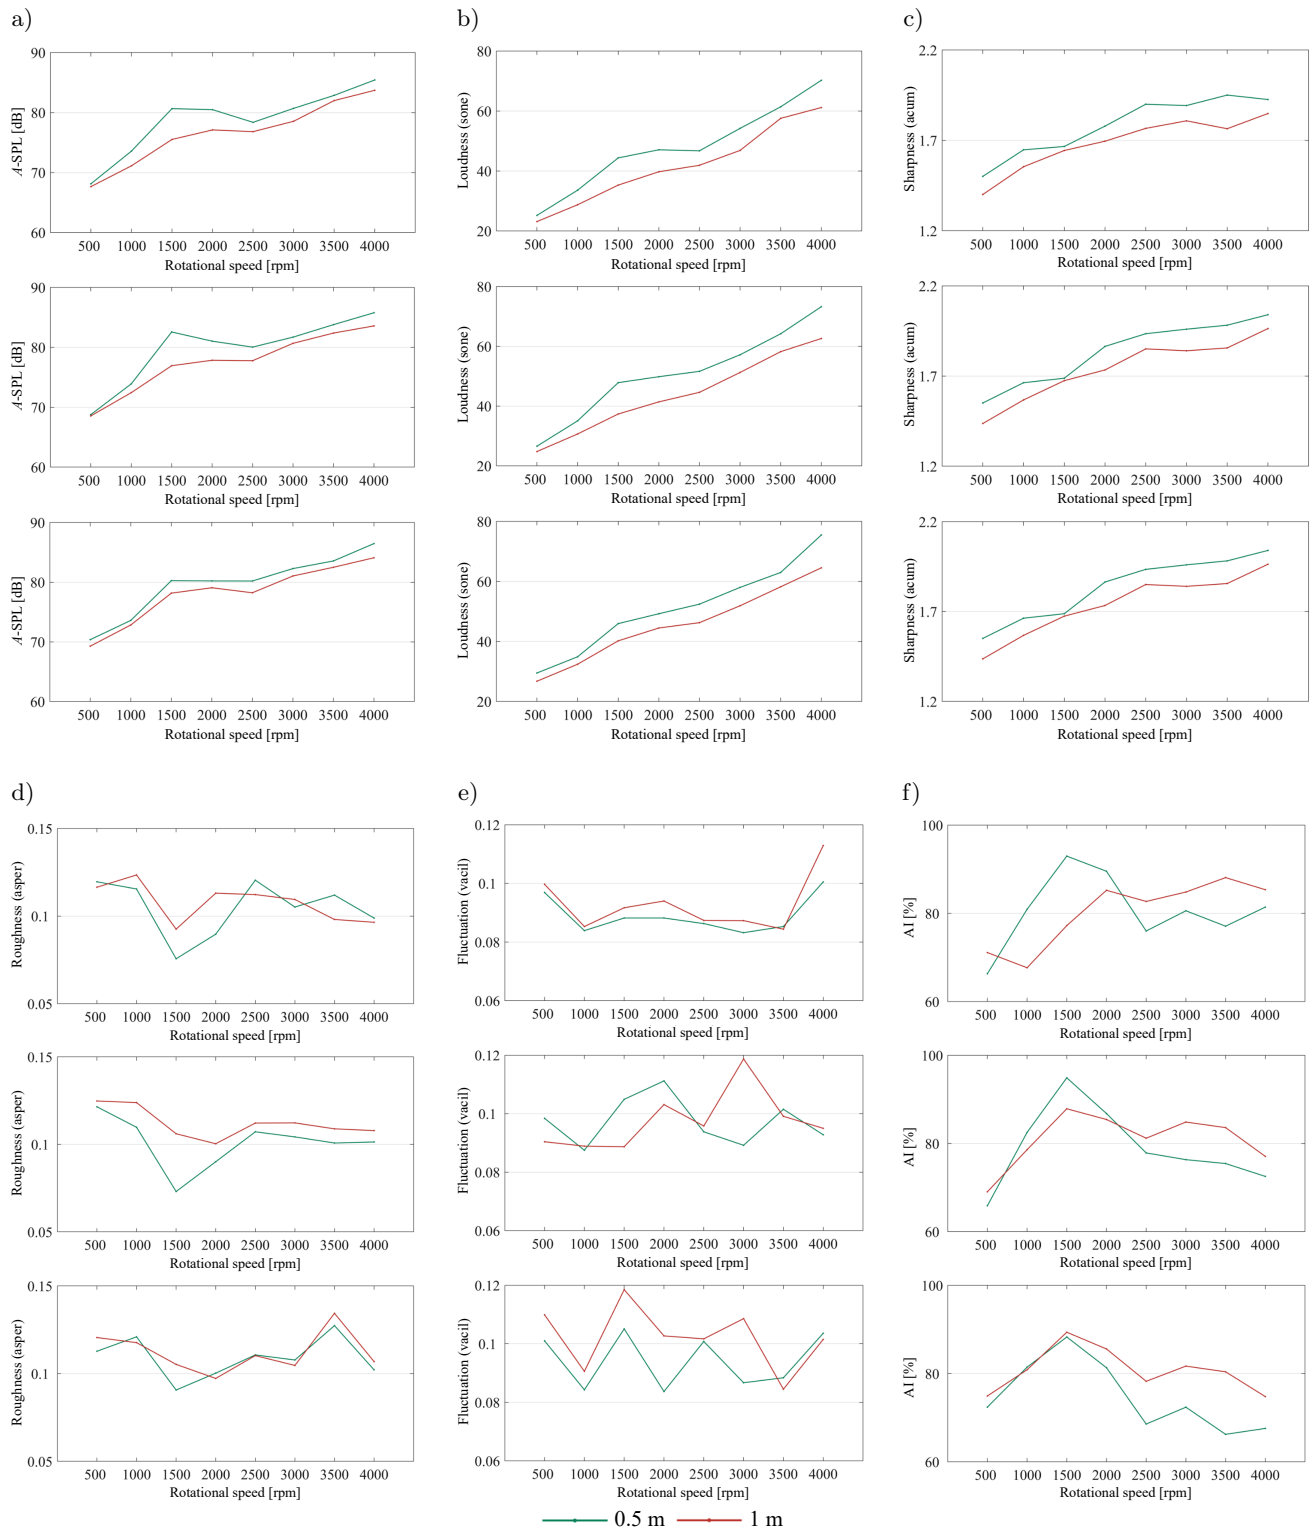 a)
b)
c)
90
80
70
60
A-SPL [dB]
500 1000 1500 2000 2500 3000 3500 4000
Rotational speed [rpm]
80
60
40
20
Loudness (sone)
500 1000 1500 2000 2500 3000 3500 4000
Rotational speed [rpm]
2.2
1.7
1.2
Sharpness (acum)
500 1000 1500 2000 2500 3000 3500 4000
Rotational speed [rpm]
90
80
70
60
A-SPL [dB]
500 1000 1500 2000 2500 3000 3500 4000
Rotational speed [rpm]
80
60
40
20
Loudness (sone)
500 1000 1500 2000 2500 3000 3500 4000
Rotational speed [rpm]
2.2
1.7
1.2
Sharpness (acum)
500 1000 1500 2000 2500 3000 3500 4000
Rotational speed [rpm]
90
80
70
60
A-SPL [dB]
500 1000 1500 2000 2500 3000 3500 4000
Rotational speed [rpm]
80
60
40
20
Loudness (sone)
500 1000 1500 2000 2500 3000 3500 4000
Rotational speed [rpm]
2.2
1.7
1.2
Sharpness (acum)
500 1000 1500 2000 2500 3000 3500 4000
Rotational speed [rpm]
d)
e)
f)
0.15
0.1
0.05
Roughness (asper)
500 1000 1500 2000 2500 3000 3500 4000
Rotational speed [rpm]
0.12
0.1
0.08
0.06
Fluctuation (vacil)
500 1000 1500 2000 2500 3000 3500 4000
Rotational speed [rpm]
100
80
60
AI [%]
500 1000 1500 2000 2500 3000 3500 4000
Rotational speed [rpm]
0.15
0.1
0.05
Roughness (asper)
500 1000 1500 2000 2500 3000 3500 4000
Rotational speed [rpm]
0.12
0.1
0.08
0.06
Fluctuation (vacil)
500 1000 1500 2000 2500 3000 3500 4000
Rotational speed [rpm]
100
80
60
AI [%]
500 1000 1500 2000 2500 3000 3500 4000
Rotational speed [rpm]
0.15
0.1
0.05
Roughness (asper)
500 1000 1500 2000 2500 3000 3500 4000
Rotational speed [rpm]
0.12
0.1
0.08
0.06
Fluctuation (vacil)
500 1000 1500 2000 2500 3000 3500 4000
Rotational speed [rpm]
100
80
60
AI [%]
500 1000 1500 2000 2500 3000 3500 4000
Rotational speed [rpm]
0.5 m 1 m